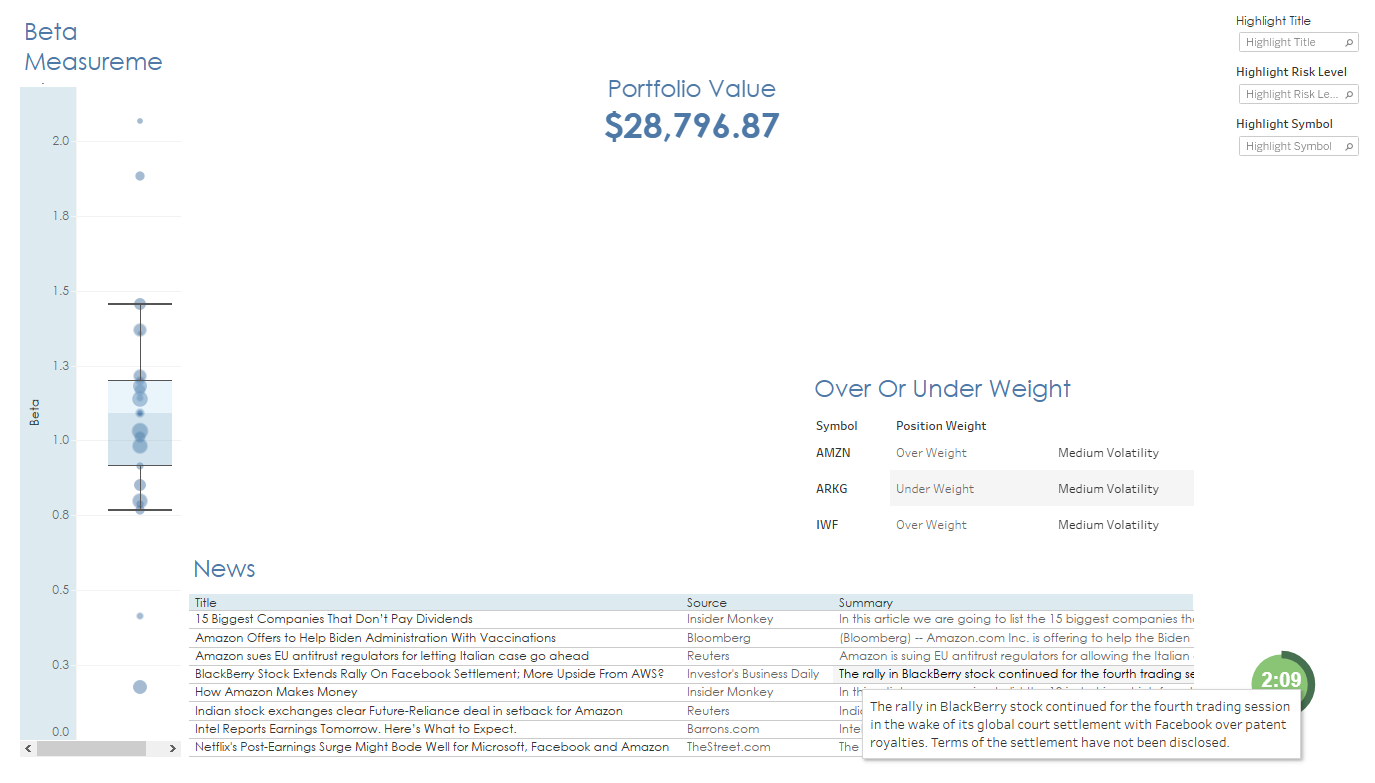 Beta
Measureme
Portfolio Value
$28,796.87
Highlight Title
Highlight Title
Highlight Risk Level
Highlight Risk Le...
Highlight Symbol
Highlight Symbol
Beta
2.0
1.8
1.5
1.3
1.0
0.8
0.5
0.3
0.0
Over Or Under Weight
Symbol Position Weight
AMZN Over Weight Medium Volatility
ARKG Under Weight Medium Volatility
IWF Over Weight Medium Volatility
News
Title Source Summary
15 Biggest Companies That Don't Pay Dividends Insider Monkey In this article we are going to list the 15 biggest companies
Amazon Offers to Help Biden Administration With Vaccinations Bloomberg (Bloomberg) -- Amazon.com Inc. is offering to help the Biden
Amazon sues EU antitrust regulators for letting Italian case go ahead Reuters Amazon is suing EU antitrust regulators for allowing the Italian
BlackBerry Stock Extends Rally On Facebook Settlement; More Upside From AWS? Investor's Business Daily The rally in BlackBerry stock continued for the fourth trading se
How Amazon Makes Money Insider Monkey
Indian stock exchanges clear Future-Reliance deal in setback for Amazon Reuters
Intel Reports Earnings Tomorrow. Here's What to Expect. Barrons.com
Netflix's Post-Earnings Surge Might Bode Well for Microsoft, Facebook and Amazon TheStreet.com The
2:09
The rally in BlackBerry stock continued for the fourth trading session
in the wake of its global court settlement with Facebook over patent
royalties. Terms of the settlement have not been disclosed.